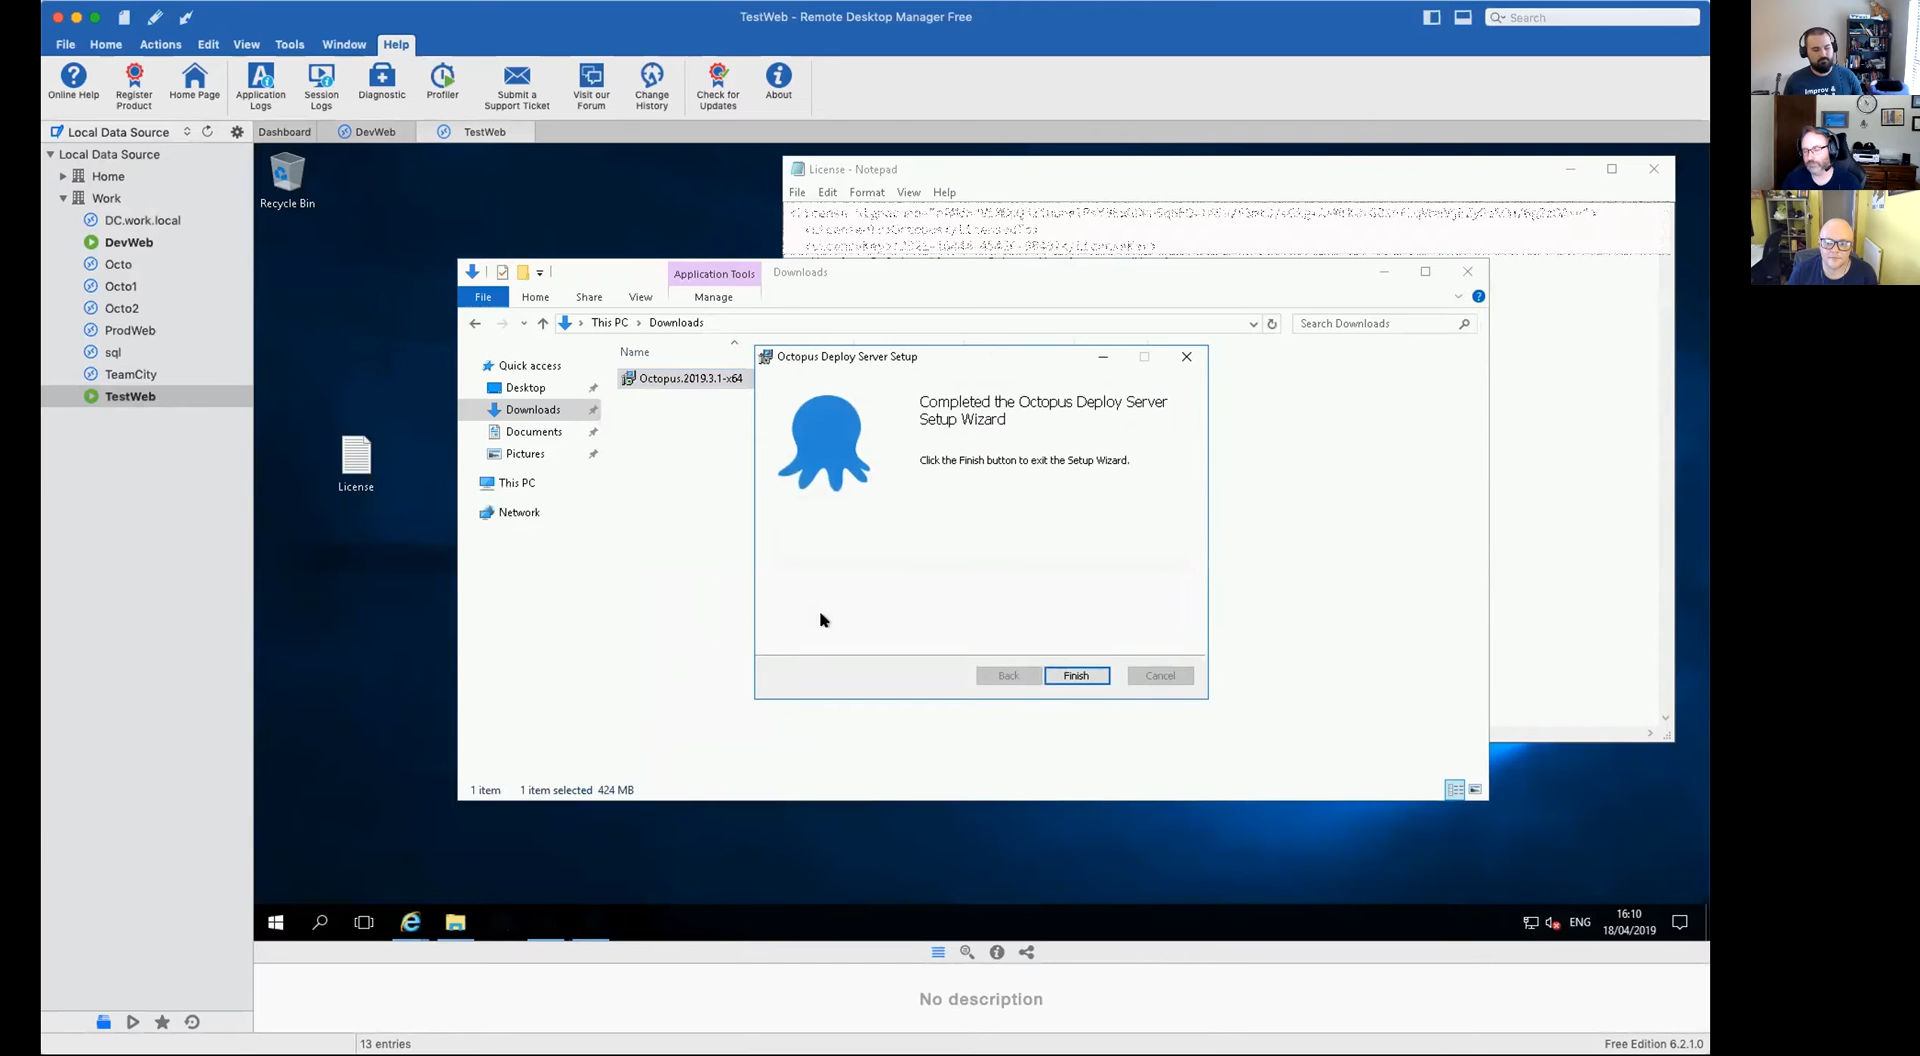 TestWeb - Remote Desktop Manager Free
Search
File Home Actions Edit View Tools Window Help
Online Help
Register Product
Home Page
Application Logs
Session Logs
Diagnostic
Profiler
Submit a Support Ticket
Visit our Forum
Change History
Check for Updates
About
Local Data Source
Dashboard DevWeb TestWeb
Local Data Source
Home
Work
DC.work.local
DevWeb
Octo
Octo1
Octo2
ProdWeb
sql
TeamCity
TestWeb
Recycle Bin
License
License - Notepad
File Edit Format View Help
Application Tools Downloads
File Home Share View Manage
This PC Downloads
Search Downloads
Quick access
Desktop
Downloads
Documents
Pictures
This PC
Network
Name
Octopus.2019.3.1-x64
Octopus Deploy Server Setup
Completed the Octopus Deploy Server
Setup Wizard
Click the Finish button to exit the Setup Wizard.
Back Finish Cancel
1 item 1 item selected 424 MB
ENG
16:10
18/04/2019
No description
13 entries
Free Edition 6.2.1.0
Improv &